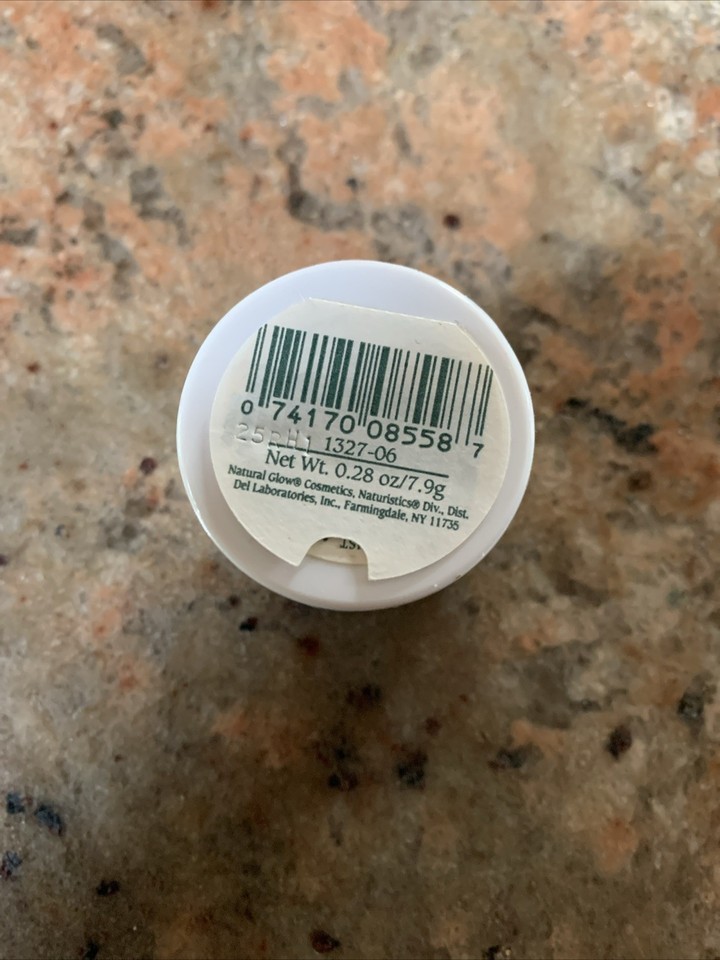 0 74170 08558 7
1327-06
Net Wt. 0.28 oz/7.9g
Natural Glow® Cosmetics, Naturistics® Div., Dist.
Del Laboratories, Inc., Farmingdale, NY 11735